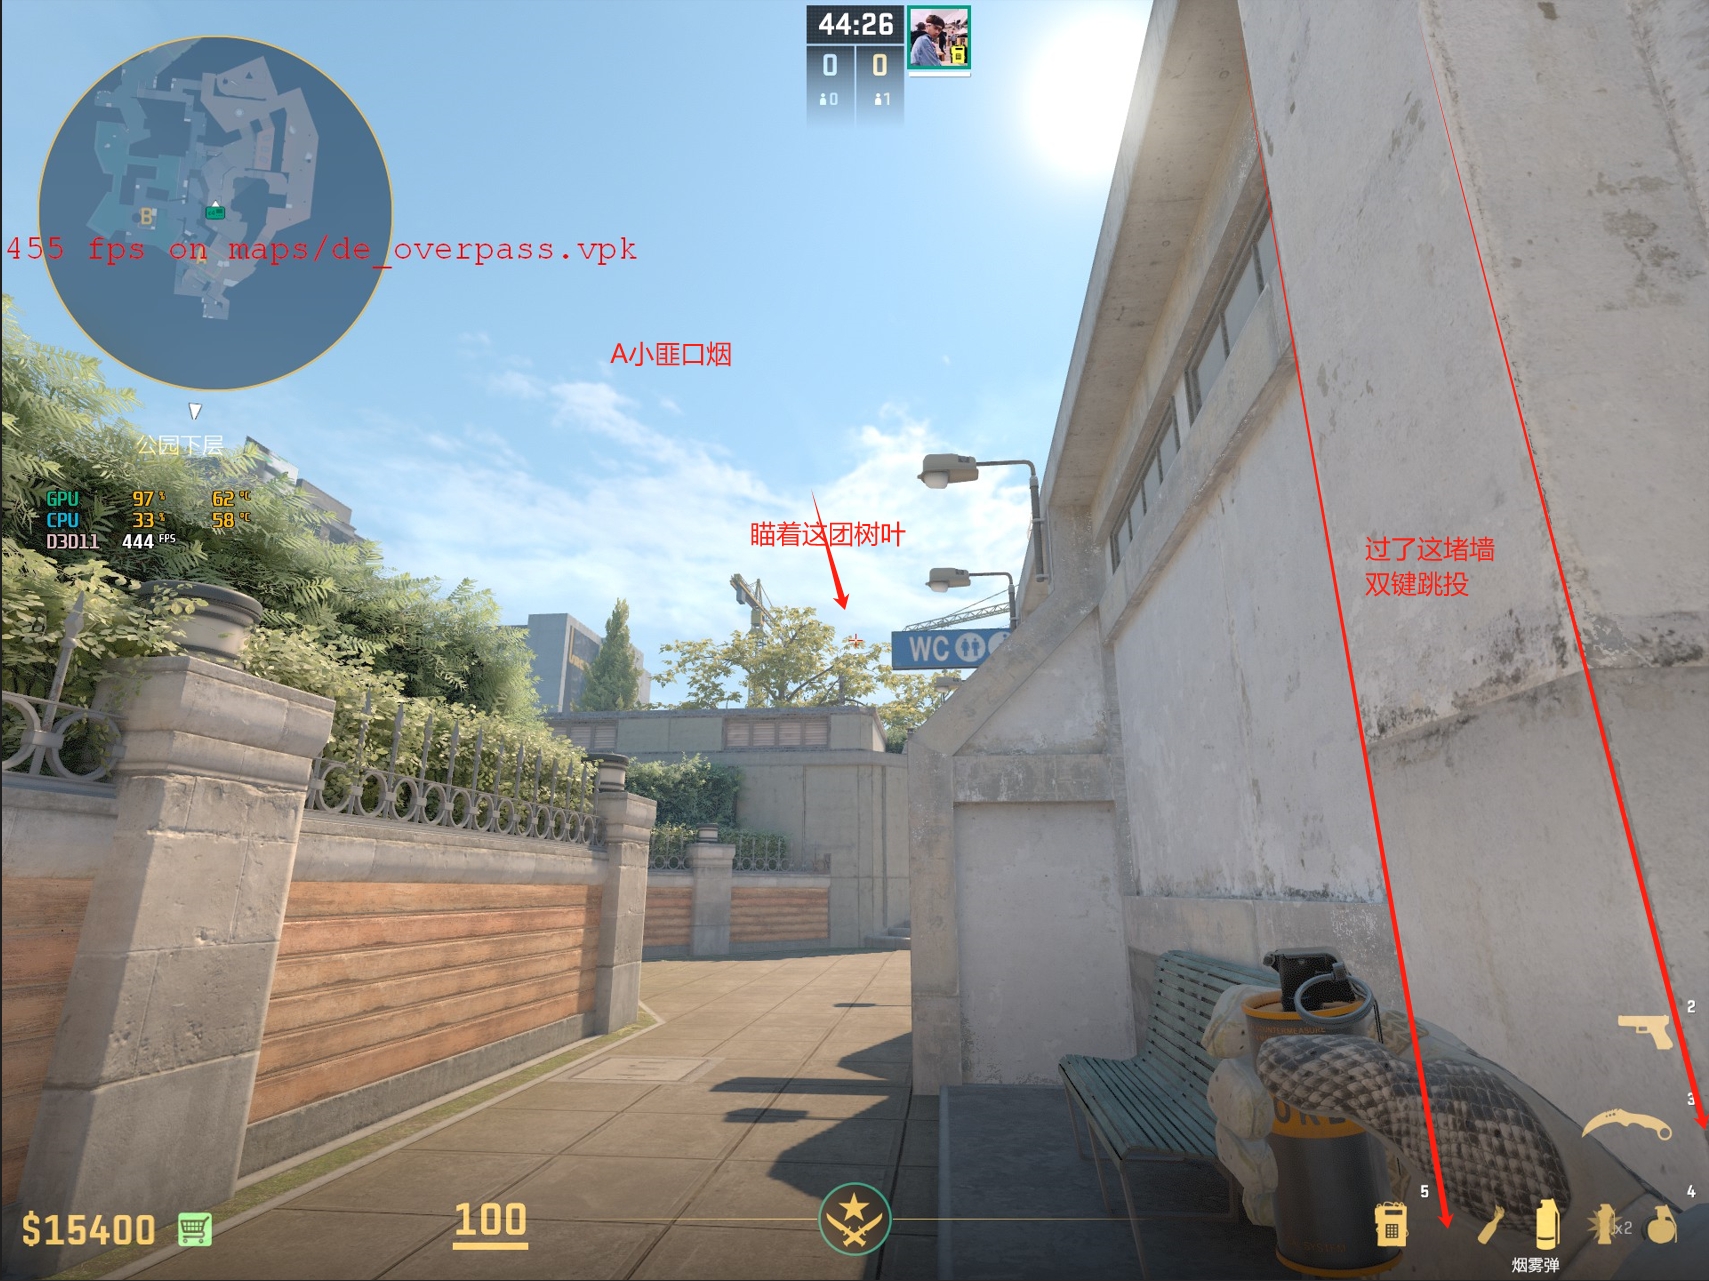 44:26
0 0
0 1
B
A
455 fps on maps/de_overpass.vpk
A小匪口烟
公园下层
GPU 97 % 62 °C
CPU 33 % 58 °C
D3D11 444 FPS
瞄着这团树叶
过了这堵墙
双键跳投
WC
2
3
5
4
x2
$15400
100
烟雾弹